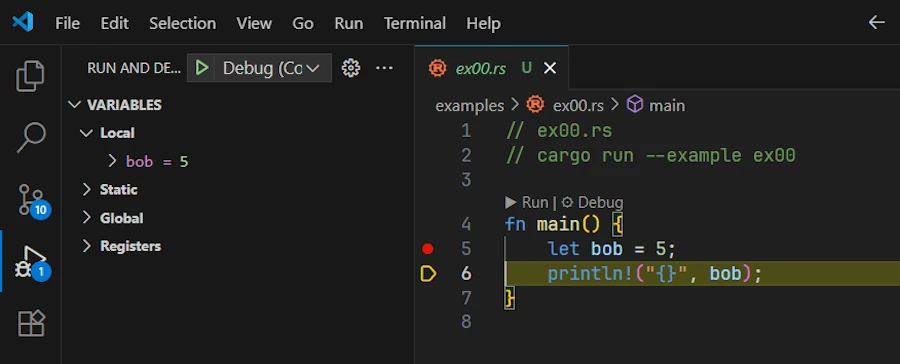 File Edit Selection View Go Run Terminal Help
RUN AND DE... Debug (Co
VARIABLES
Local
bob = 5
Static
Global
Registers
10
1
ex00.rs U
examples > ex00.rs > main
1 // ex00.rs
2 // cargo run --example ex00
3
Run | Debug
4 fn main() {
5 let bob = 5;
6 println!("{}", bob);
7 }
8